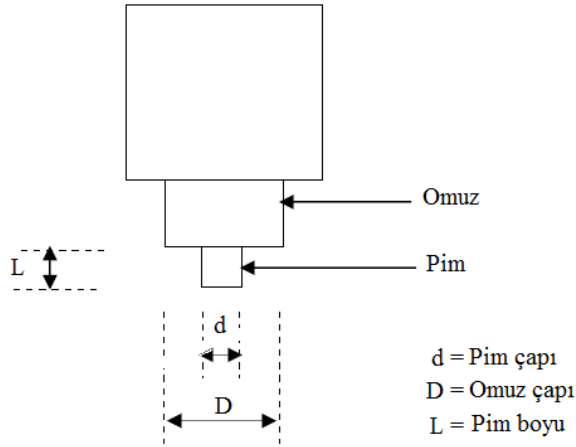 Omuz
L
Pim
d
d = Pim çapı
D = Omuz çapı
D
L = Pim boyu